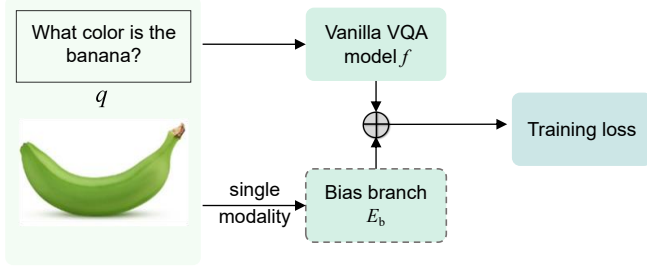 What color is the
banana?
q
Vanilla VQA
model f
Training loss
single
modality
Bias branch
E_b